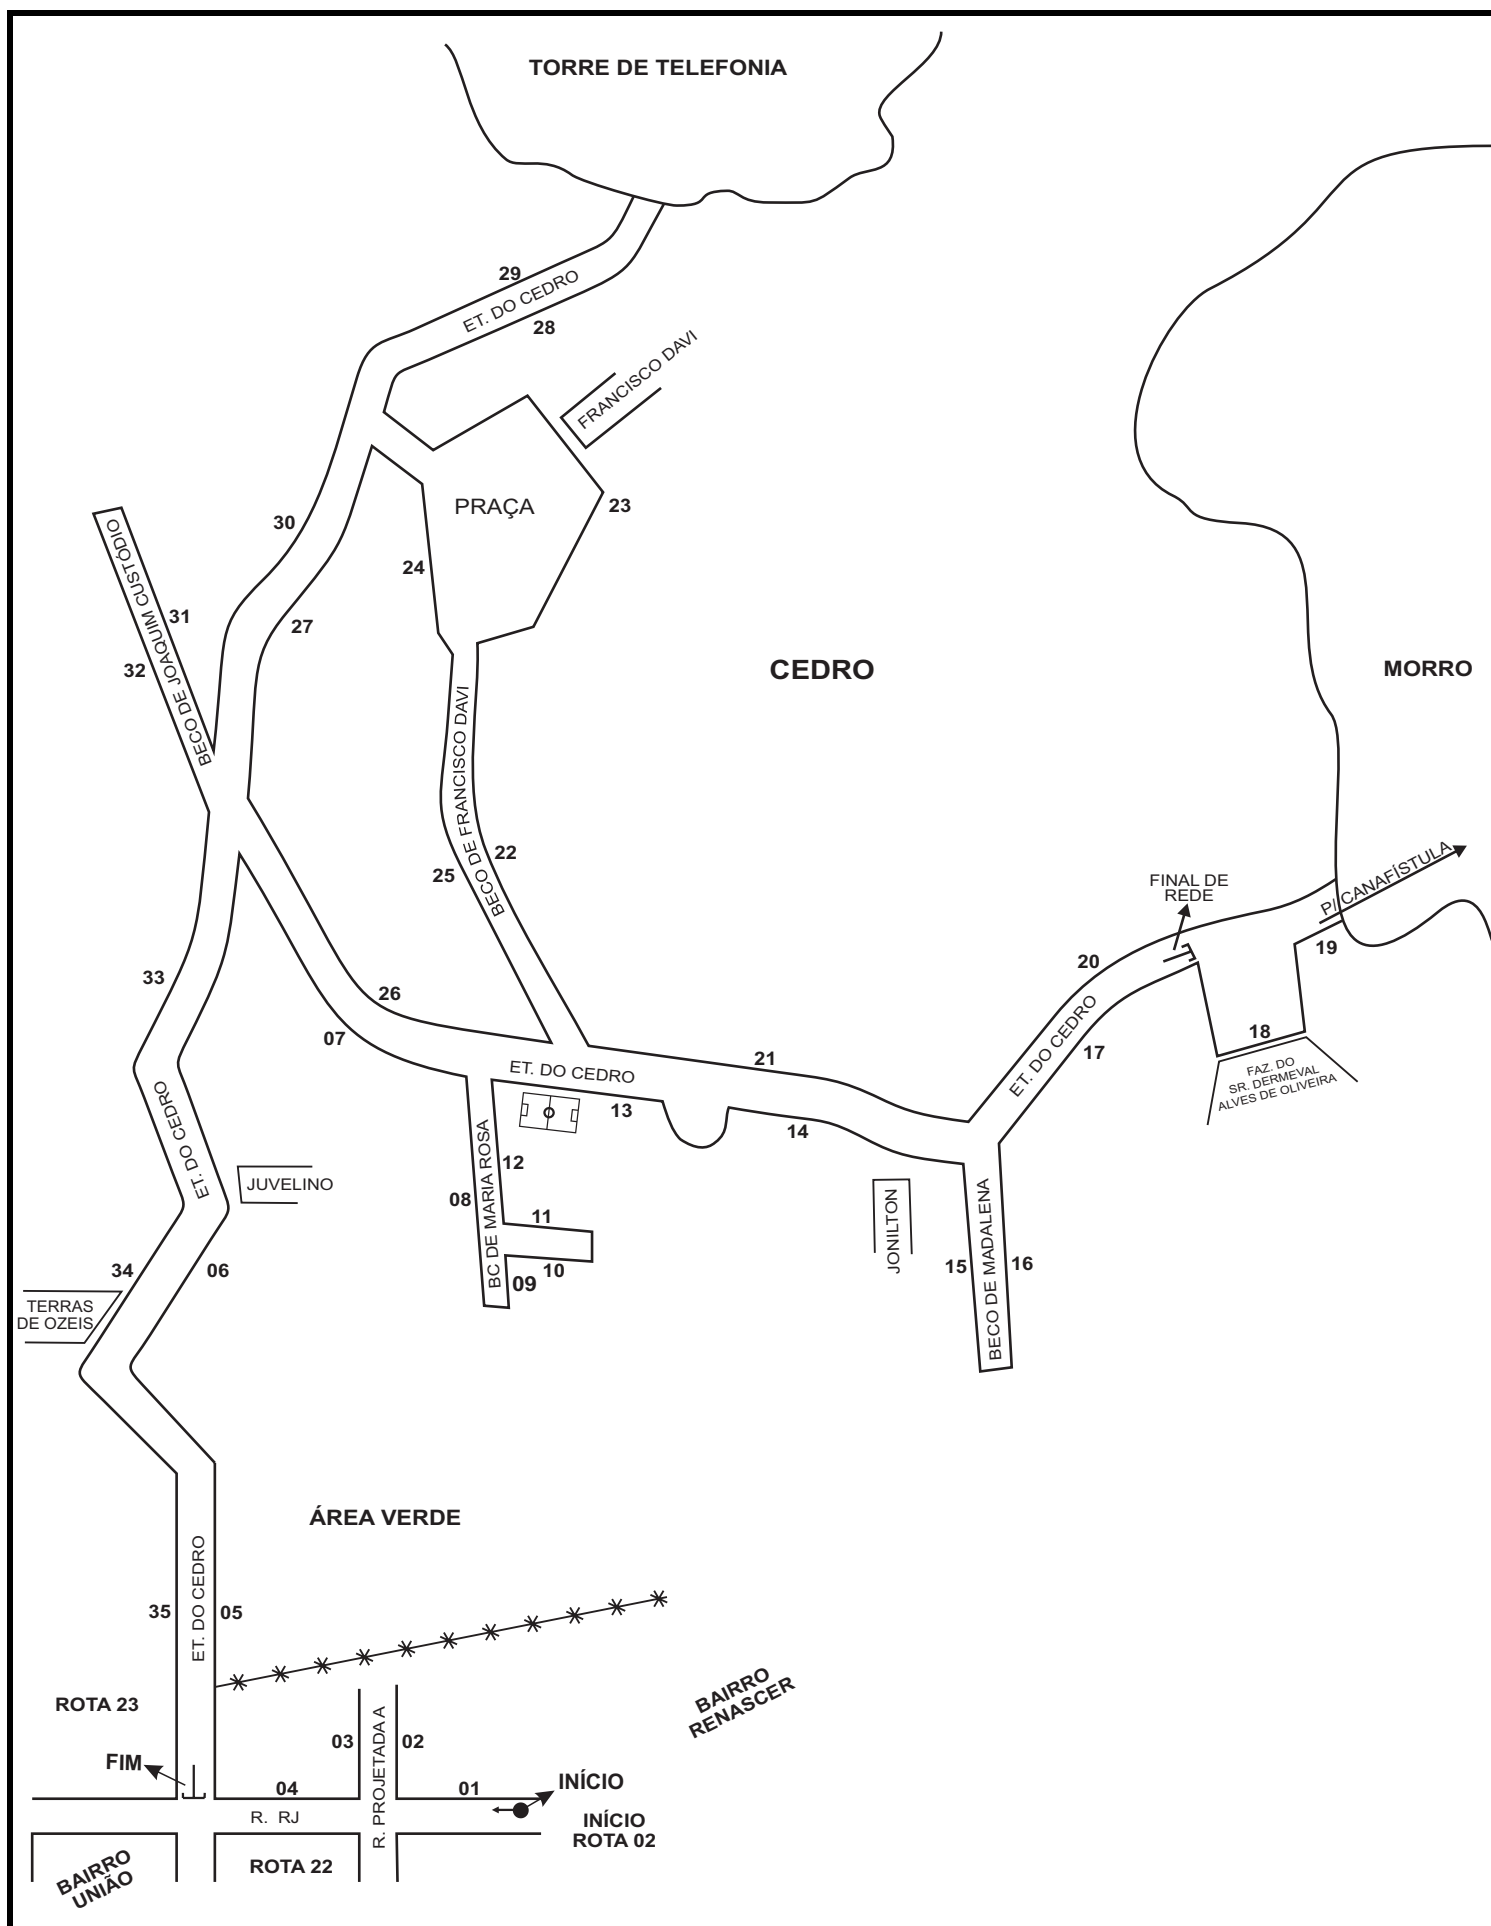 TORRE DE TELEFONIA
29
ET. DO CEDRO
28
FRANCISCO DAVI
PRAÇA
23
30
24
BECO DE JOAQUIM CUSTÓDIO
31
27
32
CEDRO
MORRO
BECO DE FRANCISCO DAVI
22
25
P/ CANAFÍSTULA
FINAL DE
REDE
19
20
33
26
07
ET. DO CEDRO
17
18
21
ET. DO CEDRO
FAZ. DO
SR. DERMEVAL
ALVES DE OLIVEIRA
13
14
ET. DO CEDRO
BC DE MARIA ROSA
12
JUVELINO
08
11
JONILTON
BECO DE MADALENA
15
16
34
06
10
09
TERRAS
DE OZEIS
ÁREA VERDE
ET. DO CEDRO
35
05
BAIRRO
RENASCER
ROTA 23
03
R. PROJETADA A
02
FIM
04
01
INÍCIO
R. RJ
INÍCIO
ROTA 02
ROTA 22
BAIRRO
UNIÃO